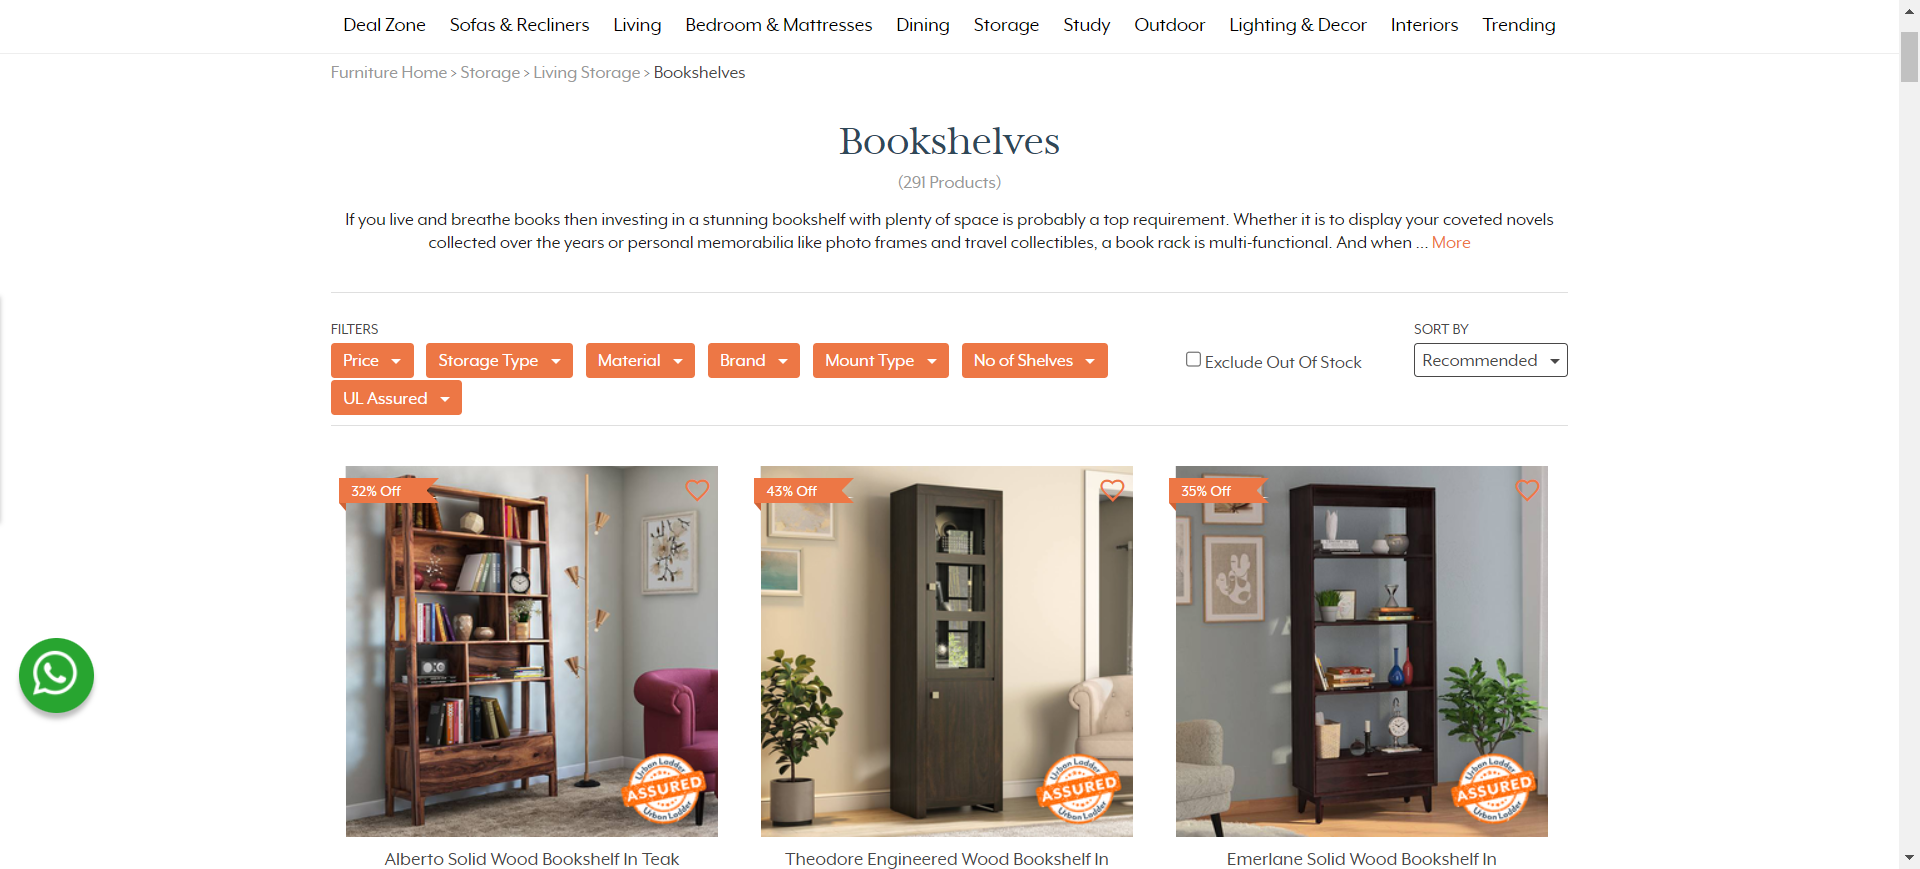 Deal Zone Sofas & Recliners Living Bedroom & Mattresses Dining Storage Study Outdoor Lighting & Decor Interiors Trending
Furniture Home > Storage > Living Storage > Bookshelves
Bookshelves
(291 Products)
If you live and breathe books then investing in a stunning bookshelf with plenty of space is probably a top requirement. Whether it is to display your coveted novels
collected over the years or personal memorabilia like photo frames and travel collectibles, a book rack is multi-functional. And when ... More
FILTERS
SORT BY
Price Storage Type Material Brand Mount Type No of Shelves
Exclude Out Of Stock
Recommended
UL Assured
32% Off
43% Off
35% Off
Urban Ladder
ASSURED
Urban Ladder
Urban Ladder
ASSURED
Urban Ladder
Urban Ladder
ASSURED
Urban Ladder
Alberto Solid Wood Bookshelf In Teak
Theodore Engineered Wood Bookshelf In
Emerlane Solid Wood Bookshelf In